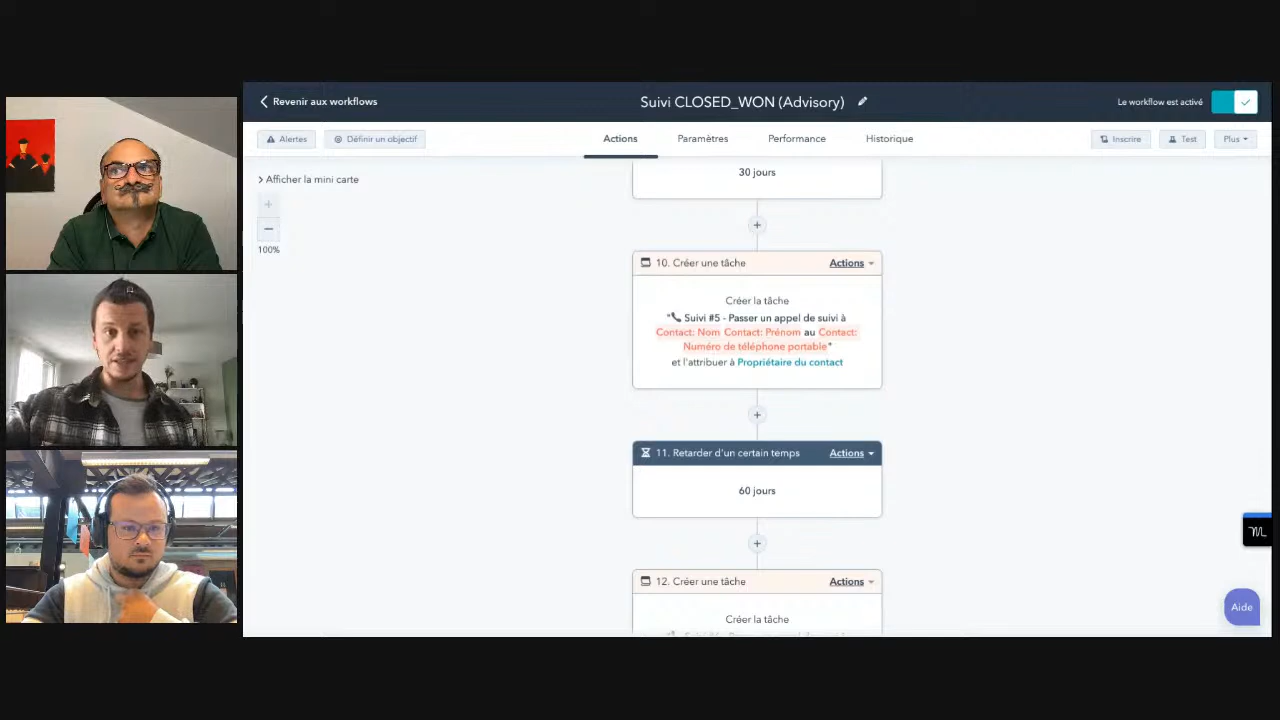 Revenir aux workflows
Suivi CLOSED_WON (Advisory)
Le workflow est activé
Alertes
Définir un objectif
Actions
Paramètres
Performance
Historique
Inscrire
Test
Plus
Afficher la mini carte
100%
30 jours
10. Créer une tâche
Actions
Créer la tâche
"📞 Suivi #5 - Passer un appel de suivi à
Contact: Nom Contact: Prénom au Contact:
Numéro de téléphone portable"
et l'attribuer à Propriétaire du contact
11. Retarder d'un certain temps
Actions
60 jours
12. Créer une tâche
Actions
Créer la tâche
Aide